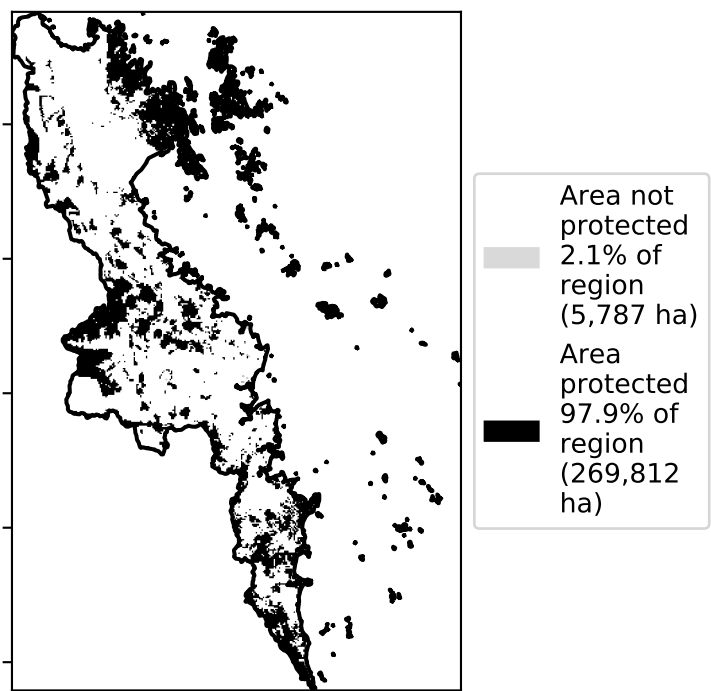 Area not
protected
2.1% of
region
(5,787 ha)
Area
protected
97.9% of
region
(269,812
ha)